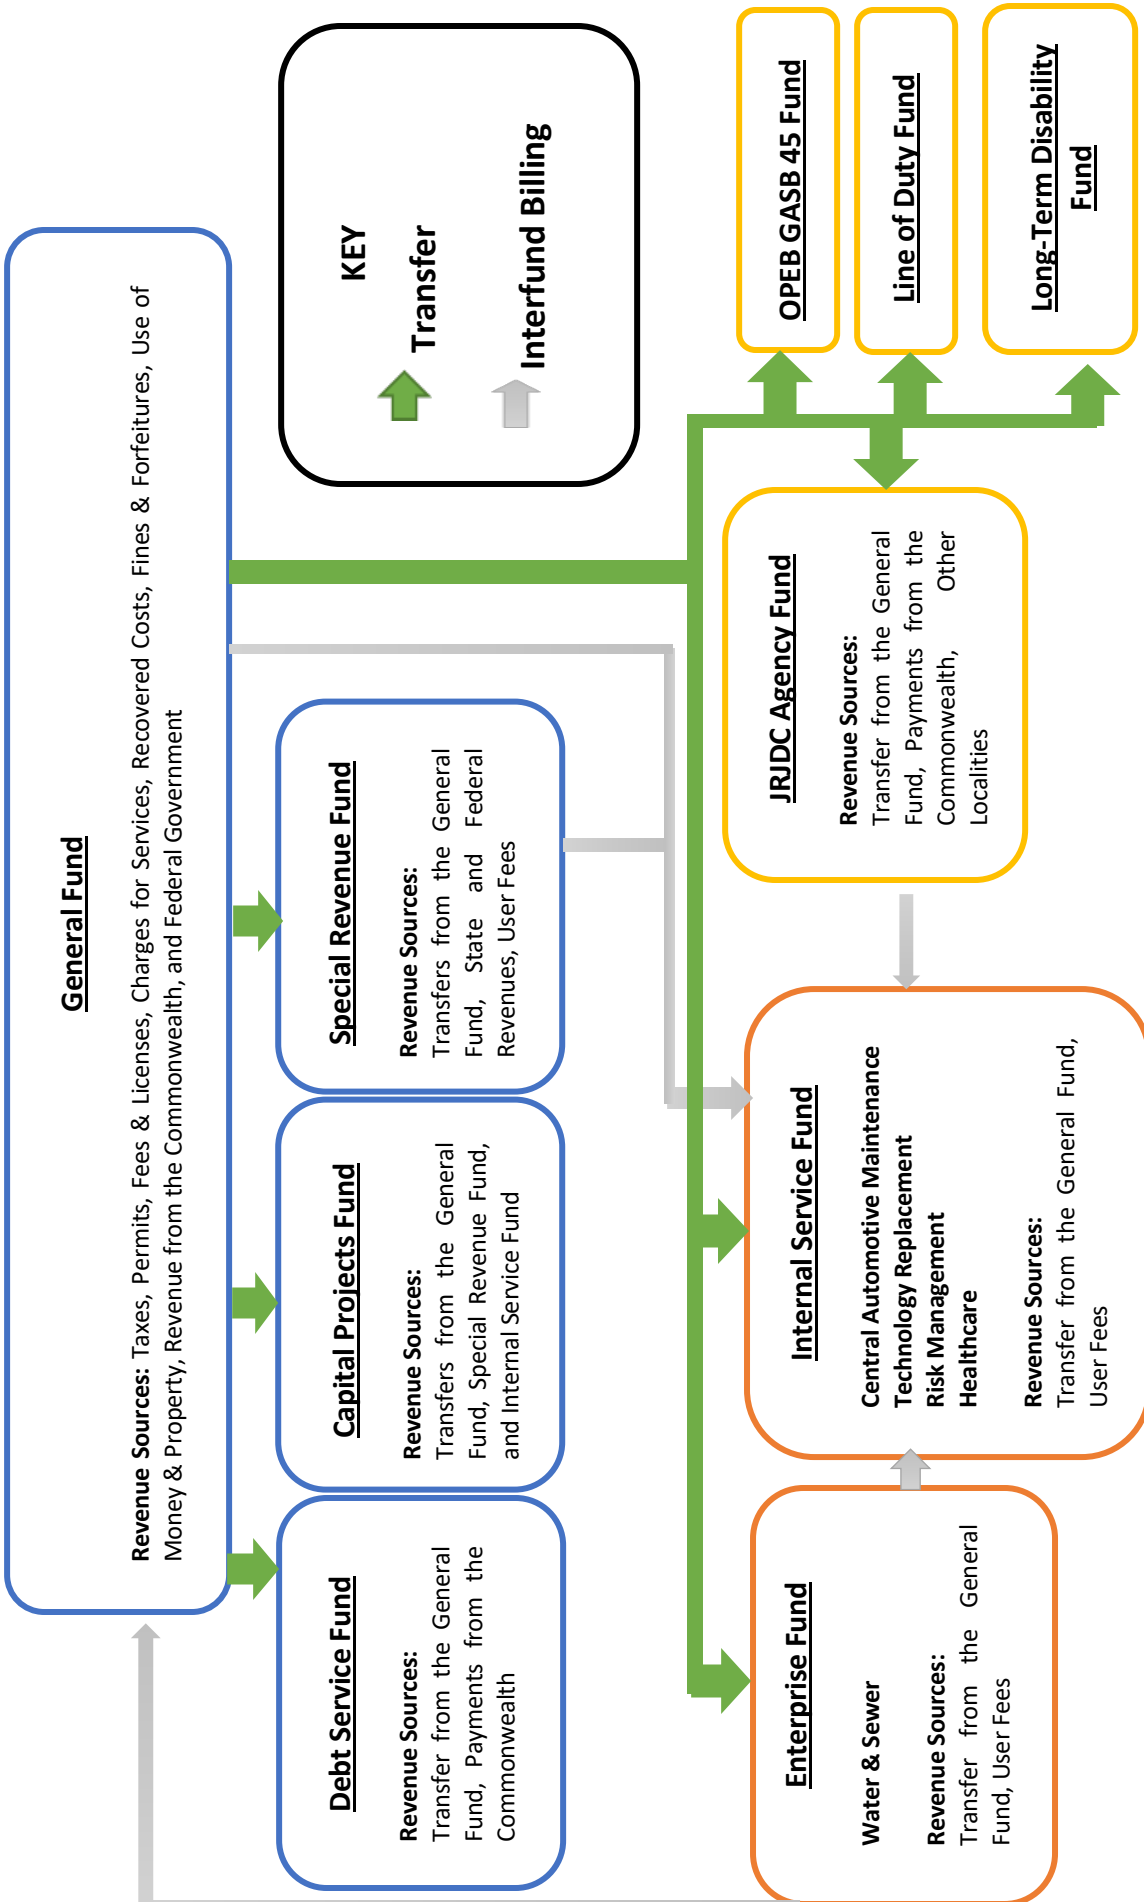 General Fund
Revenue Sources: Taxes, Permits, Fees & Licenses, Charges for Services, Recovered Costs, Fines & Forfeitures, Use of
Money & Property, Revenue from the Commonwealth, and Federal Government
Debt Service Fund
Revenue Sources:
Transfer from the General
Fund, Payments from the
Commonwealth
Capital Projects Fund
Revenue Sources:
Transfers from the General
Fund, Special Revenue Fund,
and Internal Service Fund
Special Revenue Fund
Revenue Sources:
Transfers from the General
Fund, State and Federal
Revenues, User Fees
KEY
Transfer
Interfund Billing
Enterprise Fund
Water & Sewer
Revenue Sources:
Transfer from the General
Fund, User Fees
Internal Service Fund
Central Automotive Maintenance
Technology Replacement
Risk Management
Healthcare
Revenue Sources:
Transfer from the General Fund,
User Fees
JRJDC Agency Fund
Revenue Sources:
Transfer from the General
Fund, Payments from the
Commonwealth, Other
Localities
OPEB GASB 45 Fund
Line of Duty Fund
Long-Term Disability
Fund